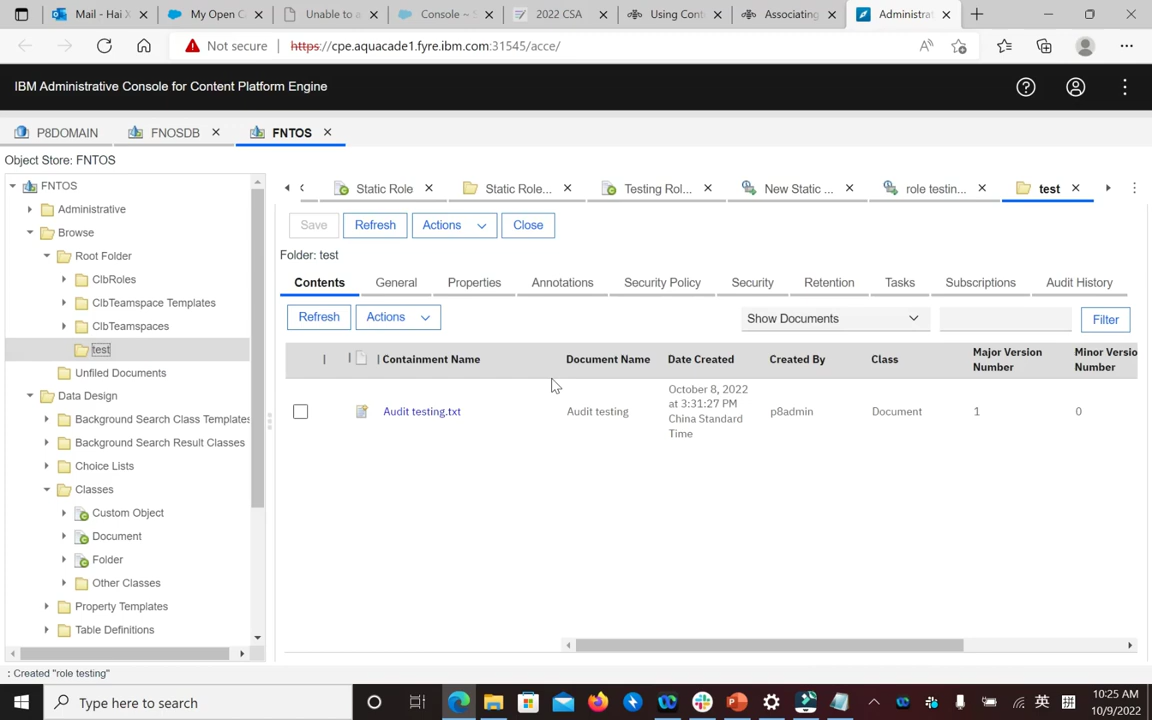 Mail - Hai X
My Open C
Unable to a
Console ~ S
2022 CSA
Using Cont
Associating
Administrat
Not secure
https://cpe.aquacade1.fyre.ibm.com:31545/acce/
IBM Administrative Console for Content Platform Engine
P8DOMAIN
FNOSDB
FNTOS
Object Store: FNTOS
FNTOS
Administrative
Browse
Root Folder
ClbRoles
ClbTeamspace Templates
ClbTeamspaces
test
Unfiled Documents
Data Design
Background Search Class Templates
Background Search Result Classes
Choice Lists
Classes
Custom Object
Document
Folder
Other Classes
Property Templates
Table Definitions
Static Role
Static Role...
Testing Rol...
New Static ...
role testin...
test
Save
Refresh
Actions
Close
Folder: test
Contents
General
Properties
Annotations
Security Policy
Security
Retention
Tasks
Subscriptions
Audit History
Refresh
Actions
Show Documents
Filter
Containment Name
Document Name
Date Created
Created By
Class
Major Version
Number
Minor Versio
Number
Audit testing.txt
Audit testing
October 8, 2022
at 3:31:27 PM
China Standard
Time
p8admin
Document
1
0
: Created "role testing"
Type here to search
英
拼
10:25 AM
10/9/2022